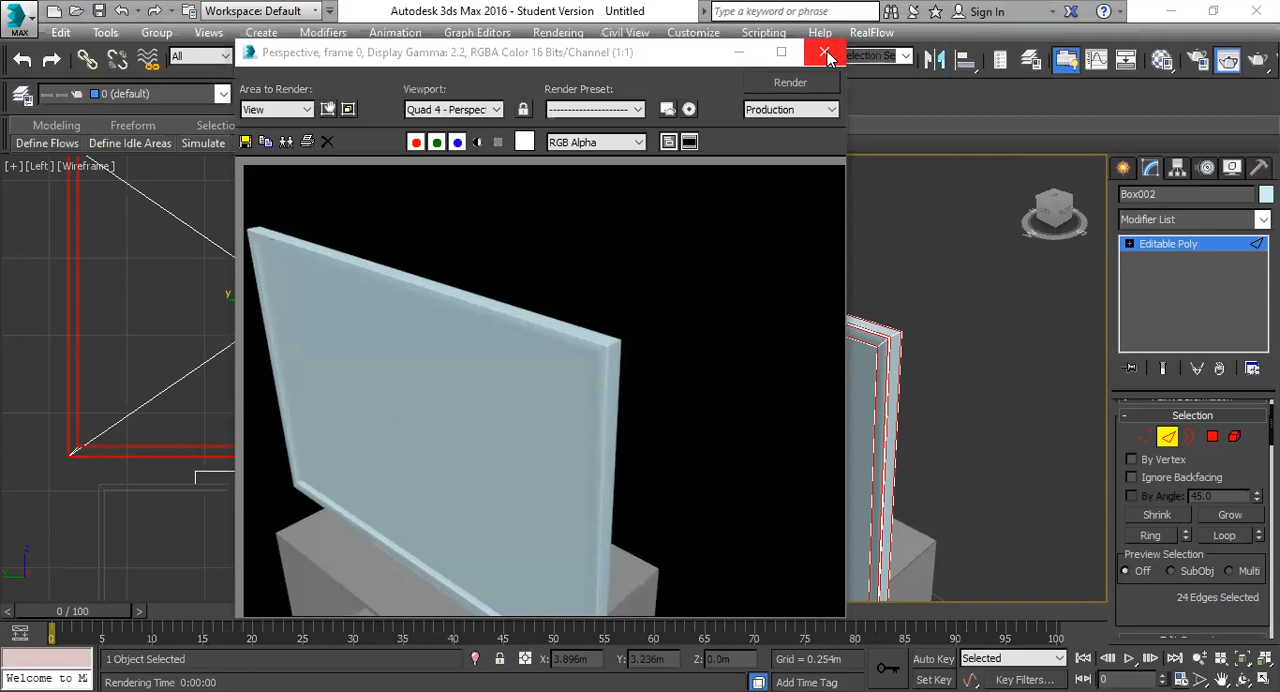 Workspace: Default
Autodesk 3ds Max 2016 - Student Version    Untitled
Type a keyword or phrase
Sign In
MAX
Edit
Tools
Group
Views
Create
Modifiers
Animation
Graph Editors
Rendering
Civil View
Customize
Scripting
Help
RealFlow
All
Perspective, frame 0, Display Gamma: 2.2, RGBA Color 16 Bits/Channel (1:1)
Selection Se
Area to Render:
Viewport:
Render Preset:
Render
0 (default)
View
Quad 4 - Perspect
Production
Modeling
Freeform
Selectio
Define Flows
Define Idle Areas
Simulate
RGB Alpha
[+] [Left] [Wireframe]
Box002
Modifier List
Editable Poly
y
Selection
By Vertex
Ignore Backfacing
By Angle:
45.0
Shrink
Grow
Ring
Loop
Preview Selection
Off
SubObj
Multi
24 Edges Selected
z
0 / 100
0
5
10
15
20
25
30
35
40
45
50
55
60
65
70
75
80
85
90
95
100
1 Object Selected
X: 3.896m
Y: 3.236m
Z: 0.0m
Grid = 0.254m
Auto Key
Selected
Welcome to M
Rendering Time 0:00:00
Add Time Tag
Set Key
Key Filters...
0